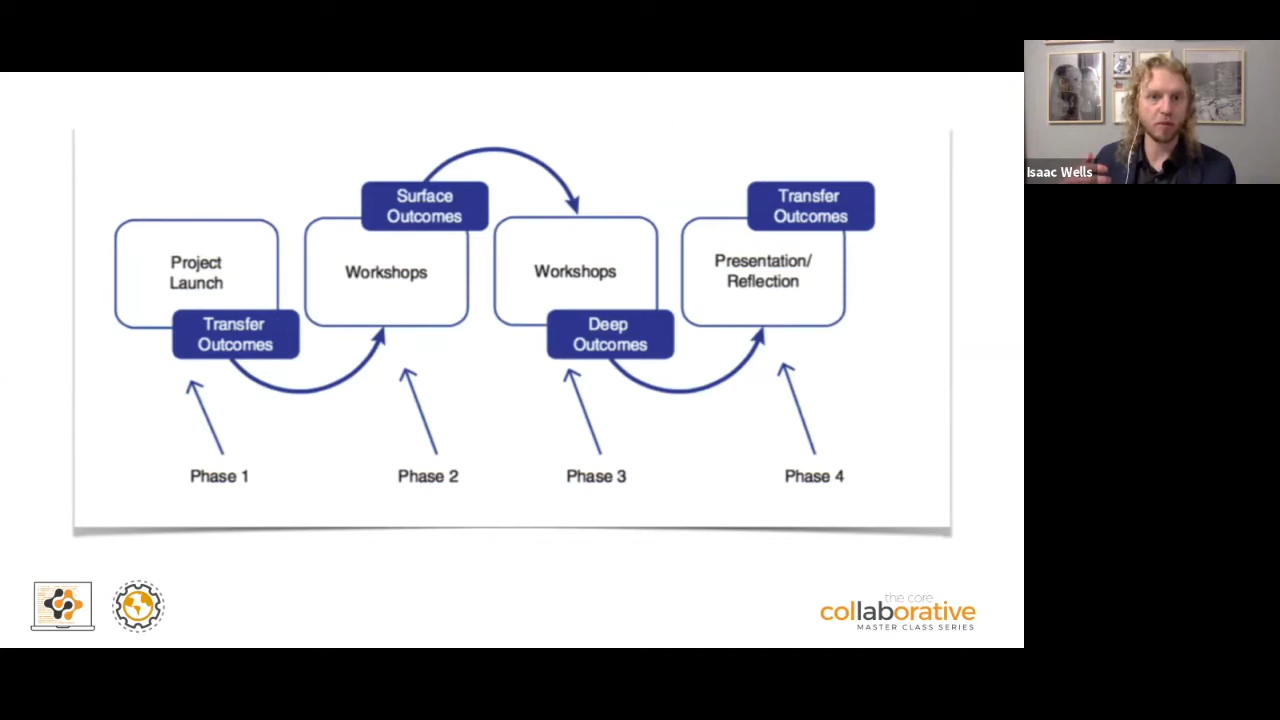 Surface
Outcomes
Transfer
Outcomes
Project
Launch
Workshops
Workshops
Presentation/
Reflection
Transfer
Outcomes
Deep
Outcomes
Phase 1
Phase 2
Phase 3
Phase 4
the core
collaborative
MASTER CLASS SERIES
Isaac Wells